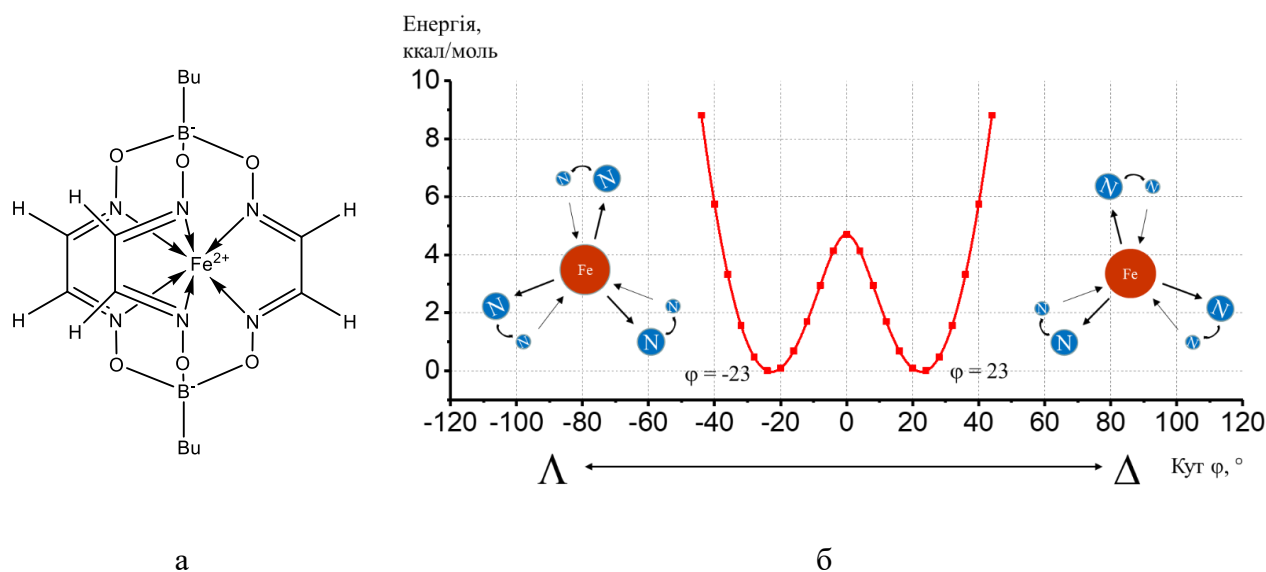 Bu
B-
O
O
O
H
H
N
N
N
H
H
Fe2+
H
H
N
N
N
O
O
O
B-
Bu
а
Енергія,
ккал/моль
10
8
6
4
2
0
N
N
Fe
N
N
N
N
φ = -23
φ = 23
N
N
Fe
N
N
N
N
-120 -100 -80 -60 -40 -20 0 20 40 60 80 100 120
Λ
Δ
Кут φ, °
б